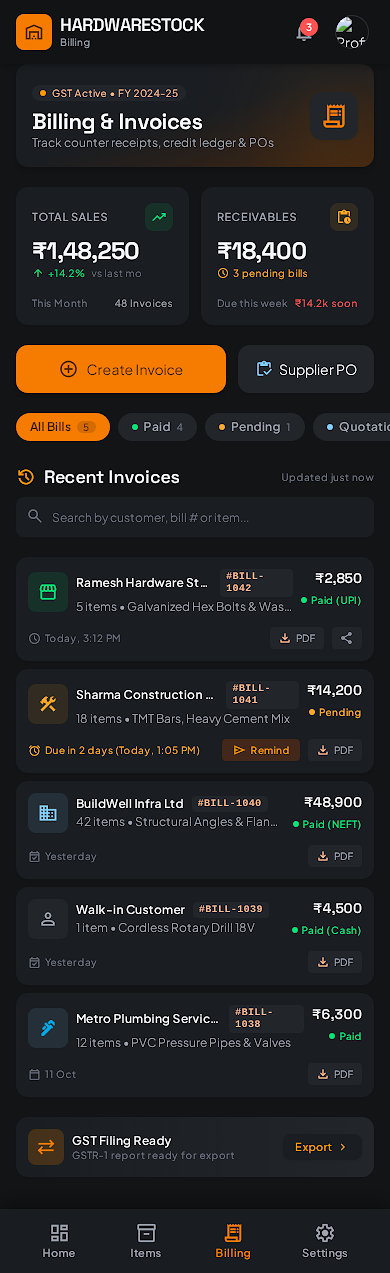 HARDWARESTOCK
Billing
3
Prof
GST Active • FY 2024-25
Billing & Invoices
Track counter receipts, credit ledger & POs
TOTAL SALES
₹1,48,250
+14.2% vs last mo
This Month 48 Invoices
RECEIVABLES
₹18,400
3 pending bills
Due this week ₹14.2k soon
Create Invoice
Supplier PO
All Bills 5
Paid 4
Pending 1
Quotatio
Recent Invoices
Updated just now
Search by customer, bill # or item...
Ramesh Hardware St...
#BILL-
1042
₹2,850
5 items • Galvanized Hex Bolts & Was...
Paid (UPI)
Today, 3:12 PM
PDF
Sharma Construction ...
#BILL-
1041
₹14,200
18 items • TMT Bars, Heavy Cement Mix
Pending
Due in 2 days (Today, 1:05 PM)
Remind
PDF
BuildWell Infra Ltd
#BILL-1040
₹48,900
42 items • Structural Angles & Flan...
Paid (NEFT)
Yesterday
PDF
Walk-in Customer
#BILL-1039
₹4,500
1 item • Cordless Rotary Drill 18V
Paid (Cash)
Yesterday
PDF
Metro Plumbing Servic...
#BILL-
1038
₹6,300
12 items • PVC Pressure Pipes & Valves
Paid
11 Oct
PDF
GST Filing Ready
GSTR-1 report ready for export
Export
Home
Items
Billing
Settings